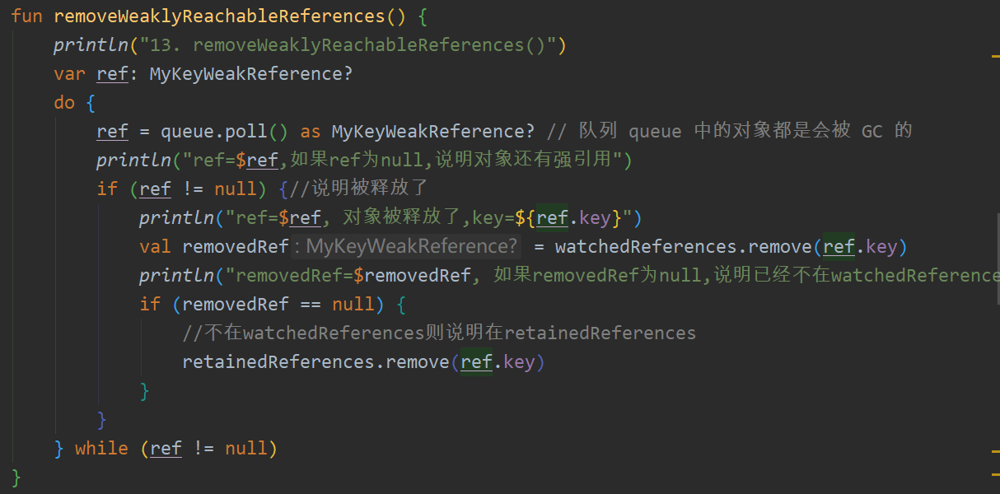 fun removeWeaklyReachableReferences() {
println("13. removeWeaklyReachableReferences()")
var ref: MyKeyWeakReference?
do {
ref = queue.poll() as MyKeyWeakReference? // 队列 queue 中的对象都是会被 GC 的
println("ref=$ref,如果ref为null,说明对象还有强引用")
if (ref != null) {//说明被释放了
println("ref=$ref, 对象被释放了,key=${ref.key}")
val removedRef: MyKeyWeakReference? = watchedReferences.remove(ref.key)
println("removedRef=$removedRef, 如果removedRef为null,说明已经不在watchedReference
if (removedRef == null) {
//不在watchedReferences则说明在retainedReferences
retainedReferences.remove(ref.key)
}
}
} while (ref != null)
}